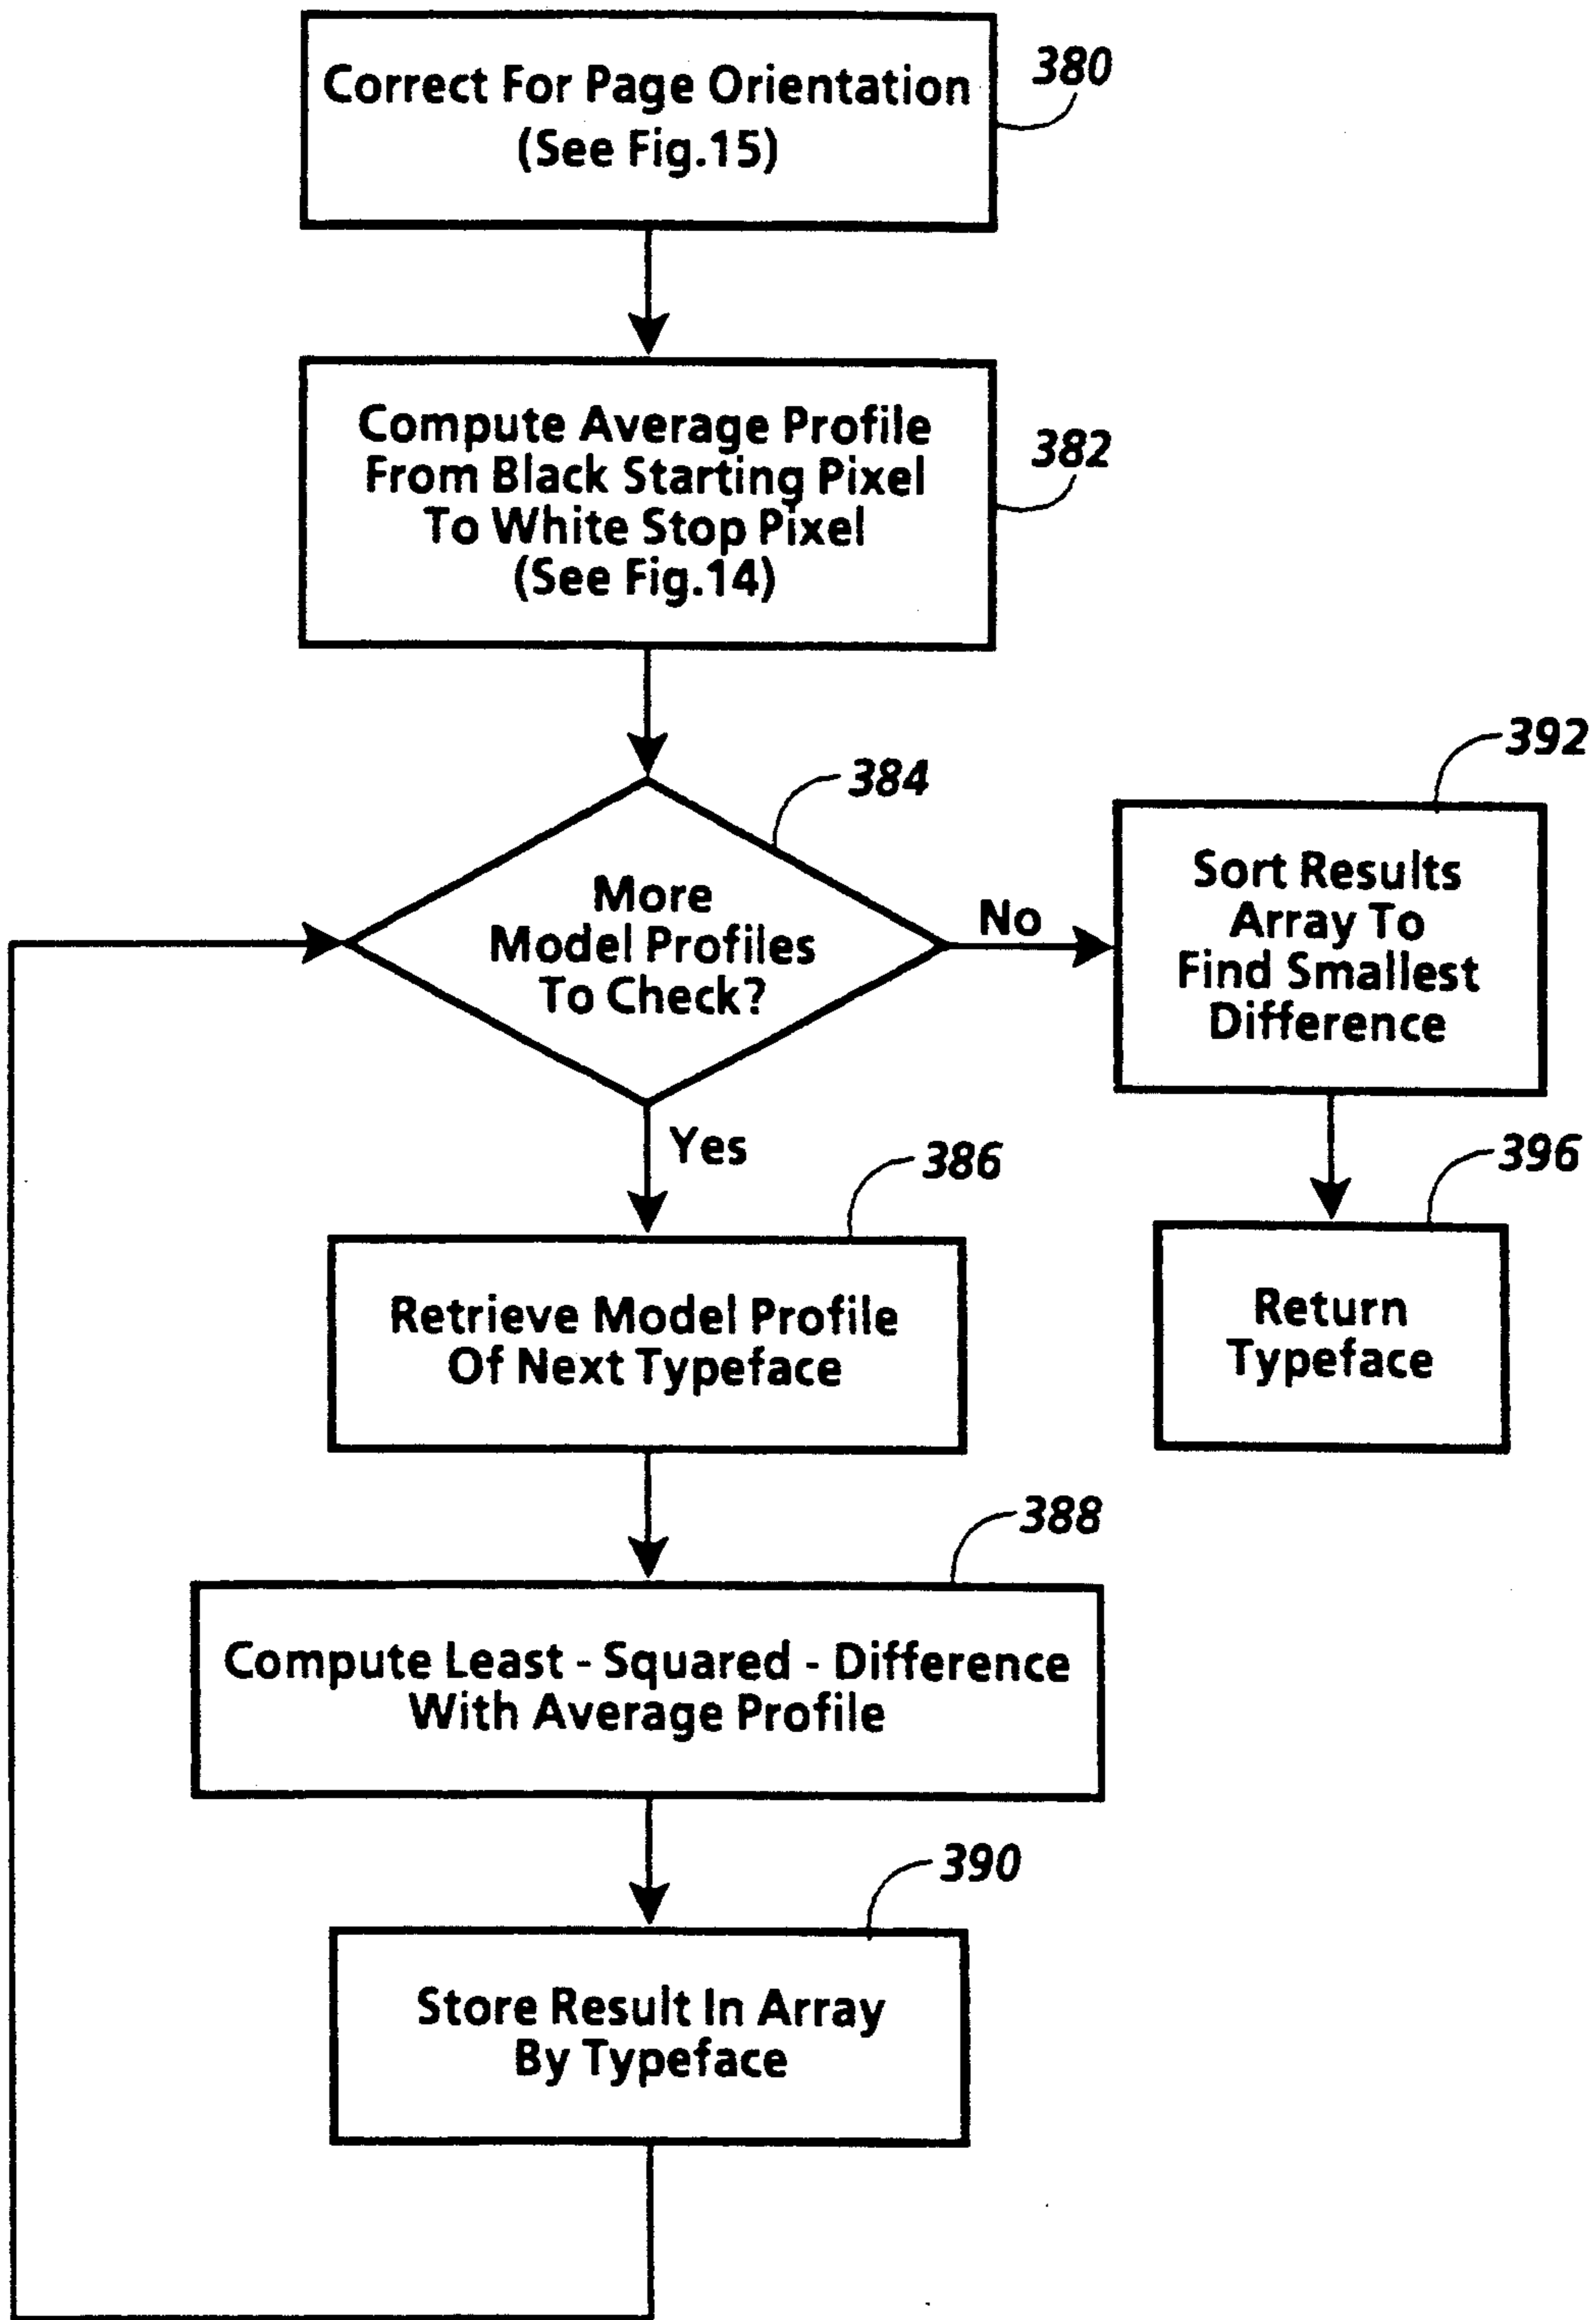 Correct For Page Orientation
(See Fig.15)
380
Compute Average Profile
From Black Starting Pixel
To White Stop Pixel
(See Fig.14)
382
More
Model Profiles
To Check?
384
No
Sort Results
Array To
Find Smallest
Difference
392
Yes
Retrieve Model Profile
Of Next Typeface
386
Return
Typeface
396
Compute Least - Squared - Difference
With Average Profile
388
Store Result In Array
By Typeface
390